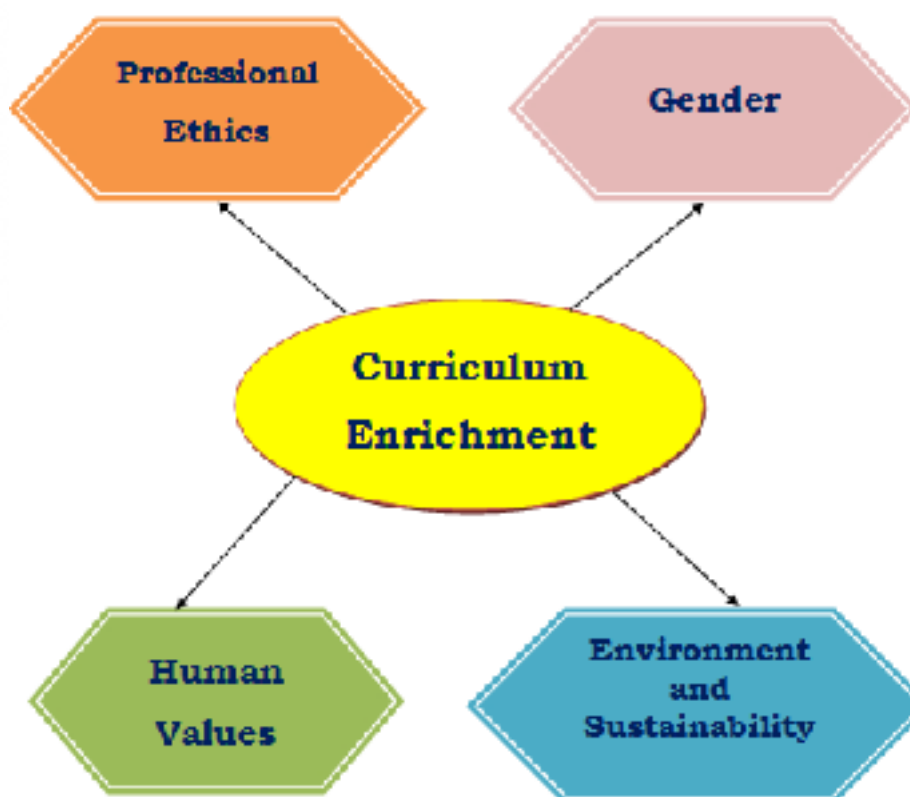 Professional
Ethics
Gender
Curriculum
Enrichment
Human
Values
Environment
and
Sustainability